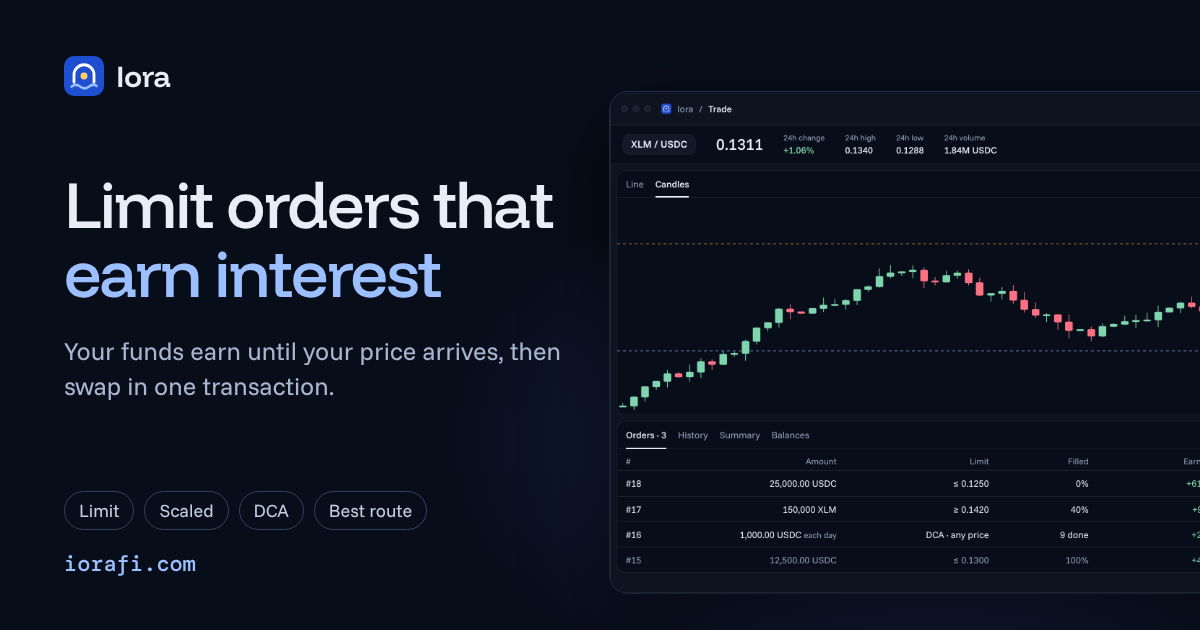 Iora
Limit orders that
earn interest
Your funds earn until your price arrives, then
swap in one transaction.
Limit
Scaled
DCA
Best route
iorafi.com
Iora / Trade
XLM / USDC
0.1311
24h change
+1.06%
24h high
0.1340
24h low
0.1288
24h volume
1.84M USDC
Line Candles
Orders · 3 History Summary Balances
# Amount Limit Filled
#18 25,000.00 USDC ≤ 0.1250 0%
#17 150,000 XLM ≥ 0.1420 40%
#16 1,000.00 USDC each day DCA · any price 9 done
#15 12,500.00 USDC ≤ 0.1300 100%